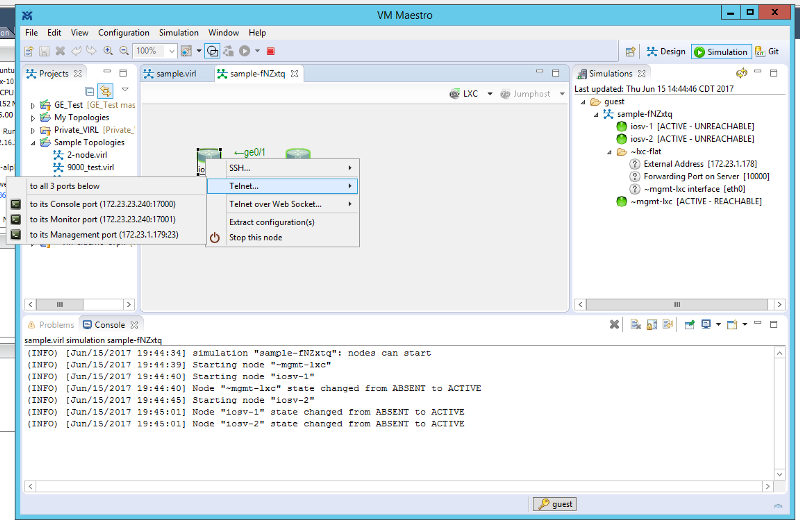 VM Maestro
File Edit View Configuration Simulation Window Help
100%
Design Simulation Git
Projects
GE_Test [GE_Test mas
My Topologies
Private_VIRL [Private_
Sample Topologies
2-node.virl
9000_test.virl
sample.virl sample-fNZxtq
LXC Jumphost
ge0/1
SSH...
Telnet...
Telnet over Web Socket...
Extract configuration(s)
Stop this node
to all 3 ports below
to its Console port (172.23.23.240:17000)
to its Monitor port (172.23.23.240:17001)
to its Management port (172.23.1.179:23)
Simulations
Last updated: Thu Jun 15 14:44:46 CDT 2017
guest
sample-fNZxtq
iosv-1 [ACTIVE - UNREACHABLE]
iosv-2 [ACTIVE - UNREACHABLE]
~lxc-flat
External Address [172.23.1.178]
Forwarding Port on Server [10000]
~mgmt-lxc interface [eth0]
~mgmt-lxc [ACTIVE - REACHABLE]
Problems Console
sample.virl simulation sample-fNZxtq
(INFO) [Jun/15/2017 19:44:34] simulation "sample-fNZxtq": nodes can start
(INFO) [Jun/15/2017 19:44:39] Starting node "~mgmt-lxc"
(INFO) [Jun/15/2017 19:44:40] Starting node "iosv-1"
(INFO) [Jun/15/2017 19:44:40] Node "~mgmt-lxc" state changed from ABSENT to ACTIVE
(INFO) [Jun/15/2017 19:44:45] Starting node "iosv-2"
(INFO) [Jun/15/2017 19:45:01] Node "iosv-1" state changed from ABSENT to ACTIVE
(INFO) [Jun/15/2017 19:45:01] Node "iosv-2" state changed from ABSENT to ACTIVE
guest